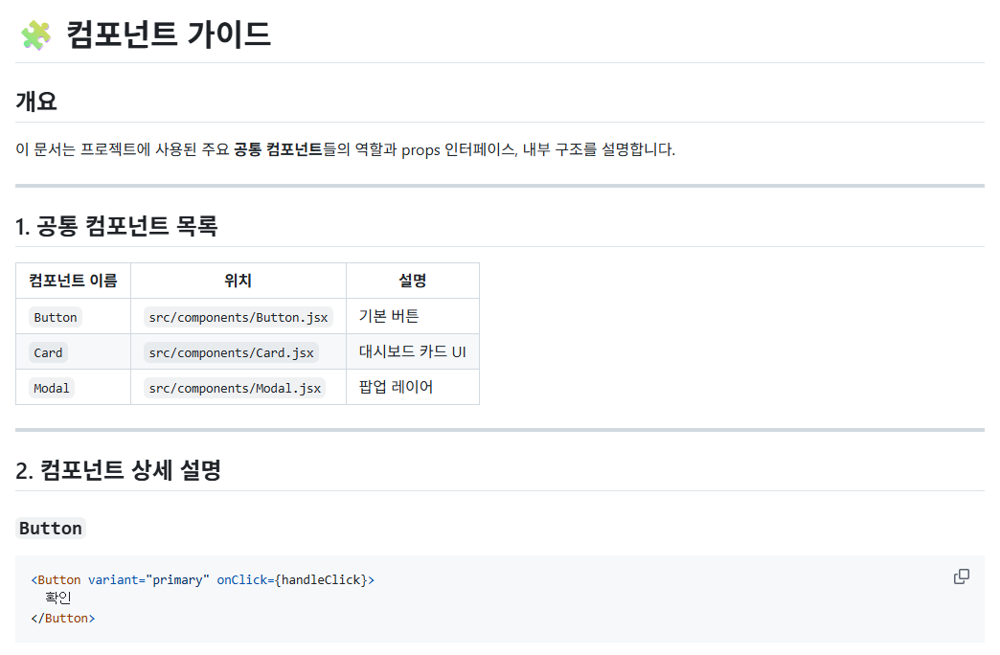 컴포넌트 가이드
개요
이 문서는 프로젝트에 사용된 주요 공통 컴포넌트들의 역할과 props 인터페이스, 내부 구조를 설명합니다.
1. 공통 컴포넌트 목록
컴포넌트 이름 위치 설명
Button src/components/Button.jsx 기본 버튼
Card src/components/Card.jsx 대시보드 카드 UI
Modal src/components/Modal.jsx 팝업 레이어
2. 컴포넌트 상세 설명
Button
<Button variant="primary" onClick={handleClick}>
  확인
</Button>